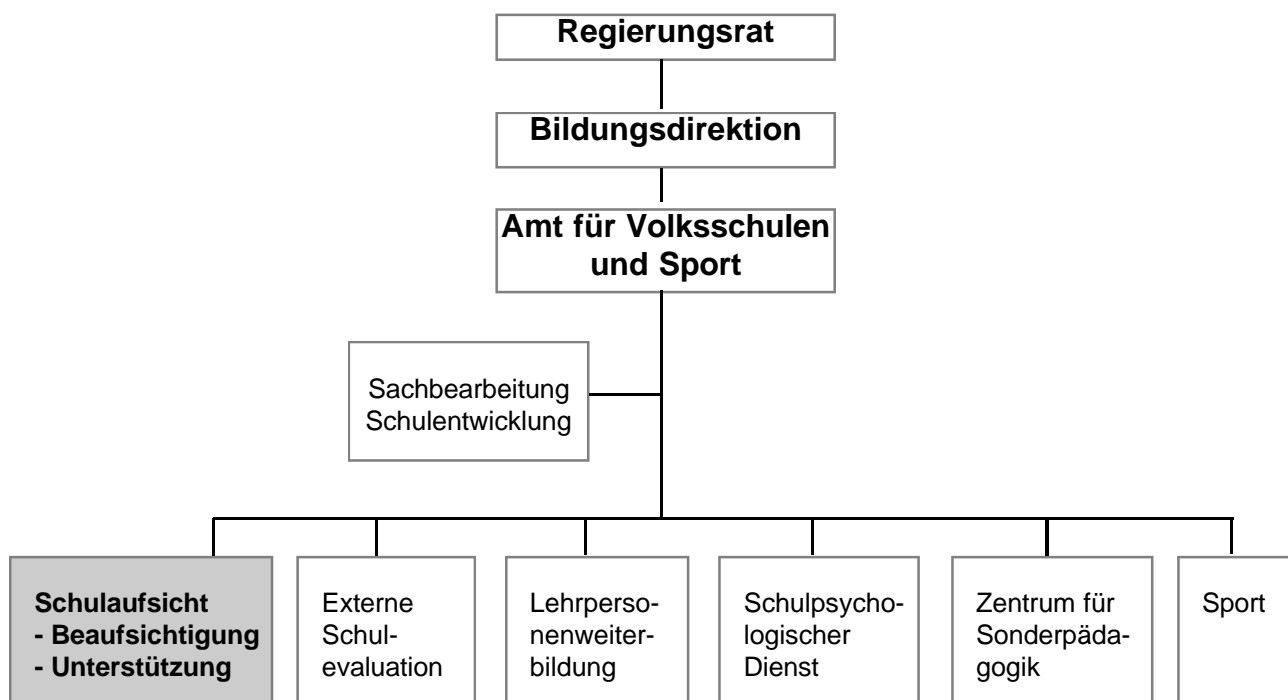 Regierungsrat
Bildungsdirektion
Amt für Volksschulen
und Sport
Sachbearbeitung
Schulentwicklung
Schulaufsicht
- Beaufsichtigung
- Unterstützung
Externe
Schul-
evaluation
Lehrperso-
nenweiter-
bildung
Schulpsycho-
logischer
Dienst
Zentrum für
Sonderpäda-
gogik
Sport